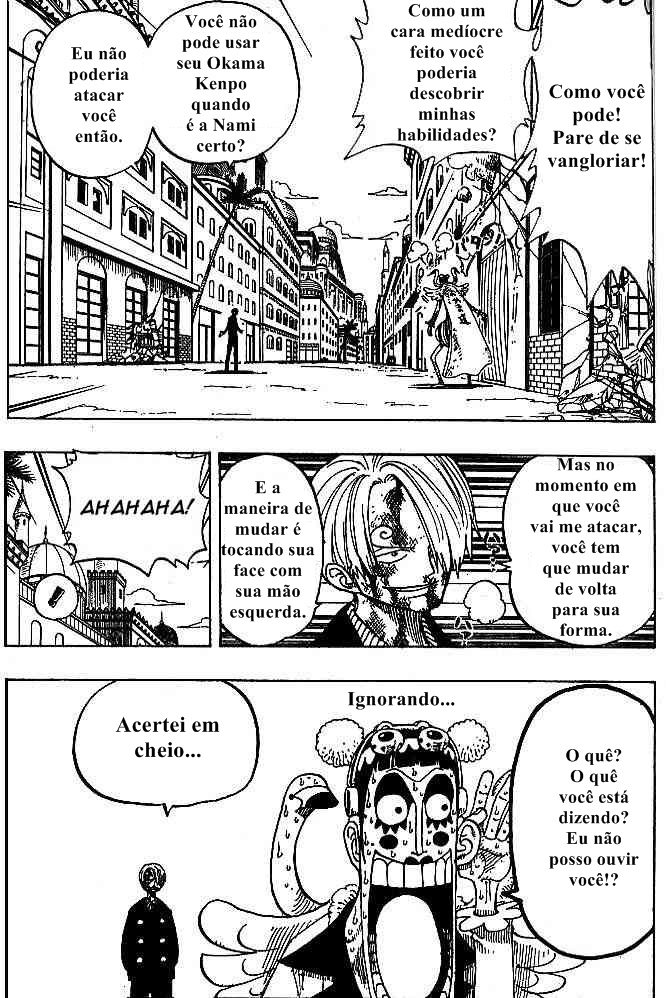 Como você
pode!
Pare de se
vangloriar!
Como um
cara medíocre
feito você
poderia
descobrir
minhas
habilidades?
Você não
pode usar
seu Okama
Kenpo
quando
é a Nami
certo?
Eu não
poderia
atacar
você
então.
Mas no
momento em
que você
vai me atacar,
você tem
que mudar
de volta
para sua
forma.
E a
maneira de
mudar é
tocando sua
face com
sua mão
esquerda.
AHAHAHA!
!
O quê?
O quê
você está
dizendo?
Eu não
posso ouvir
você!?
Ignorando...
Acertei em
cheio...